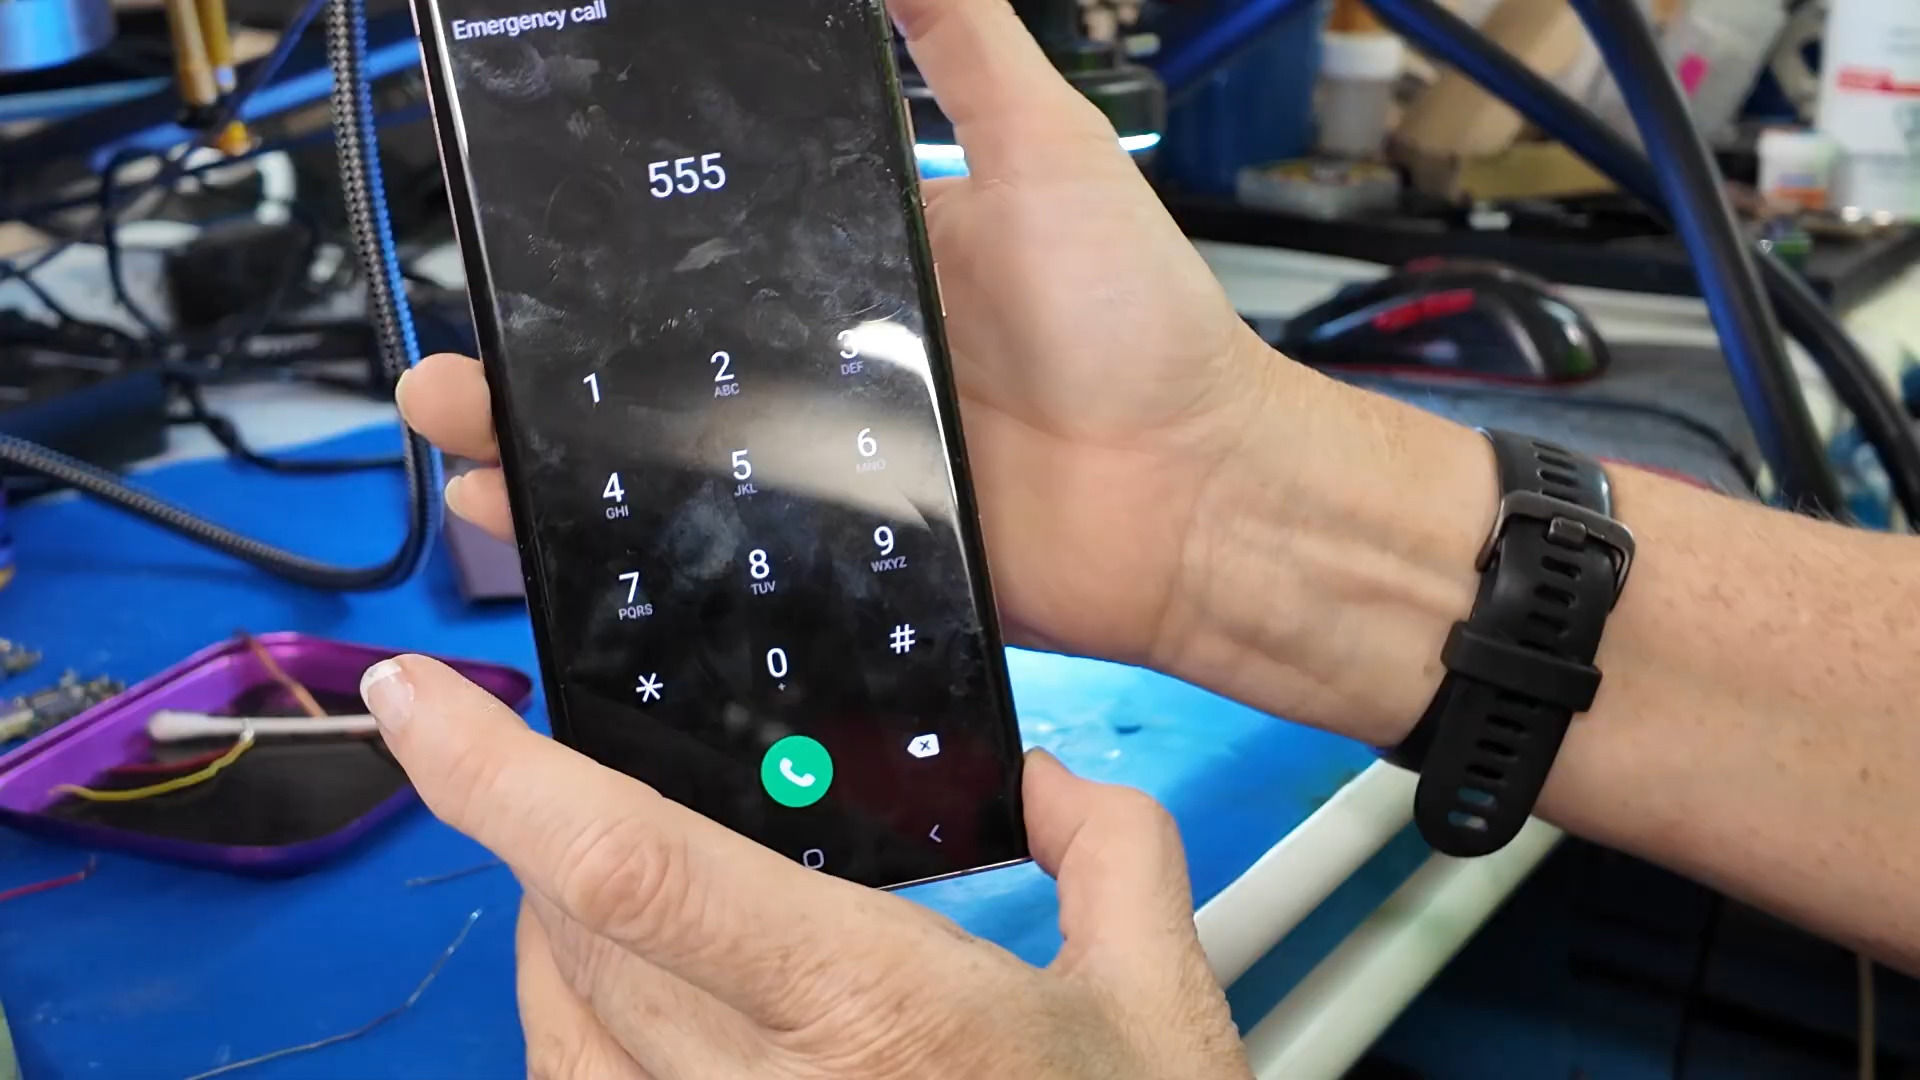 Emergency call
555
1 2 3
ABC DEF
4 5 6
GHI JKL MNO
7 8 9
PQRS TUV WXYZ
* 0 #
+